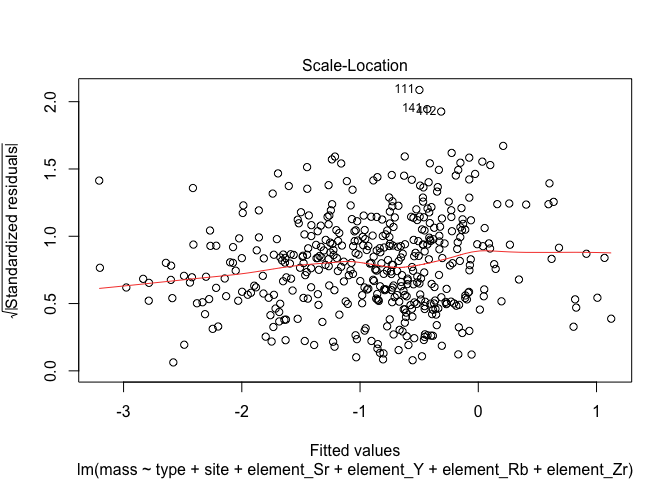 Scale-Location
√|Standardized residuals|
2.0
1.5
1.0
0.5
0.0
111
141
412
-3 -2 -1 0 1
Fitted values
lm(mass ~ type + site + element_Sr + element_Y + element_Rb + element_Zr)